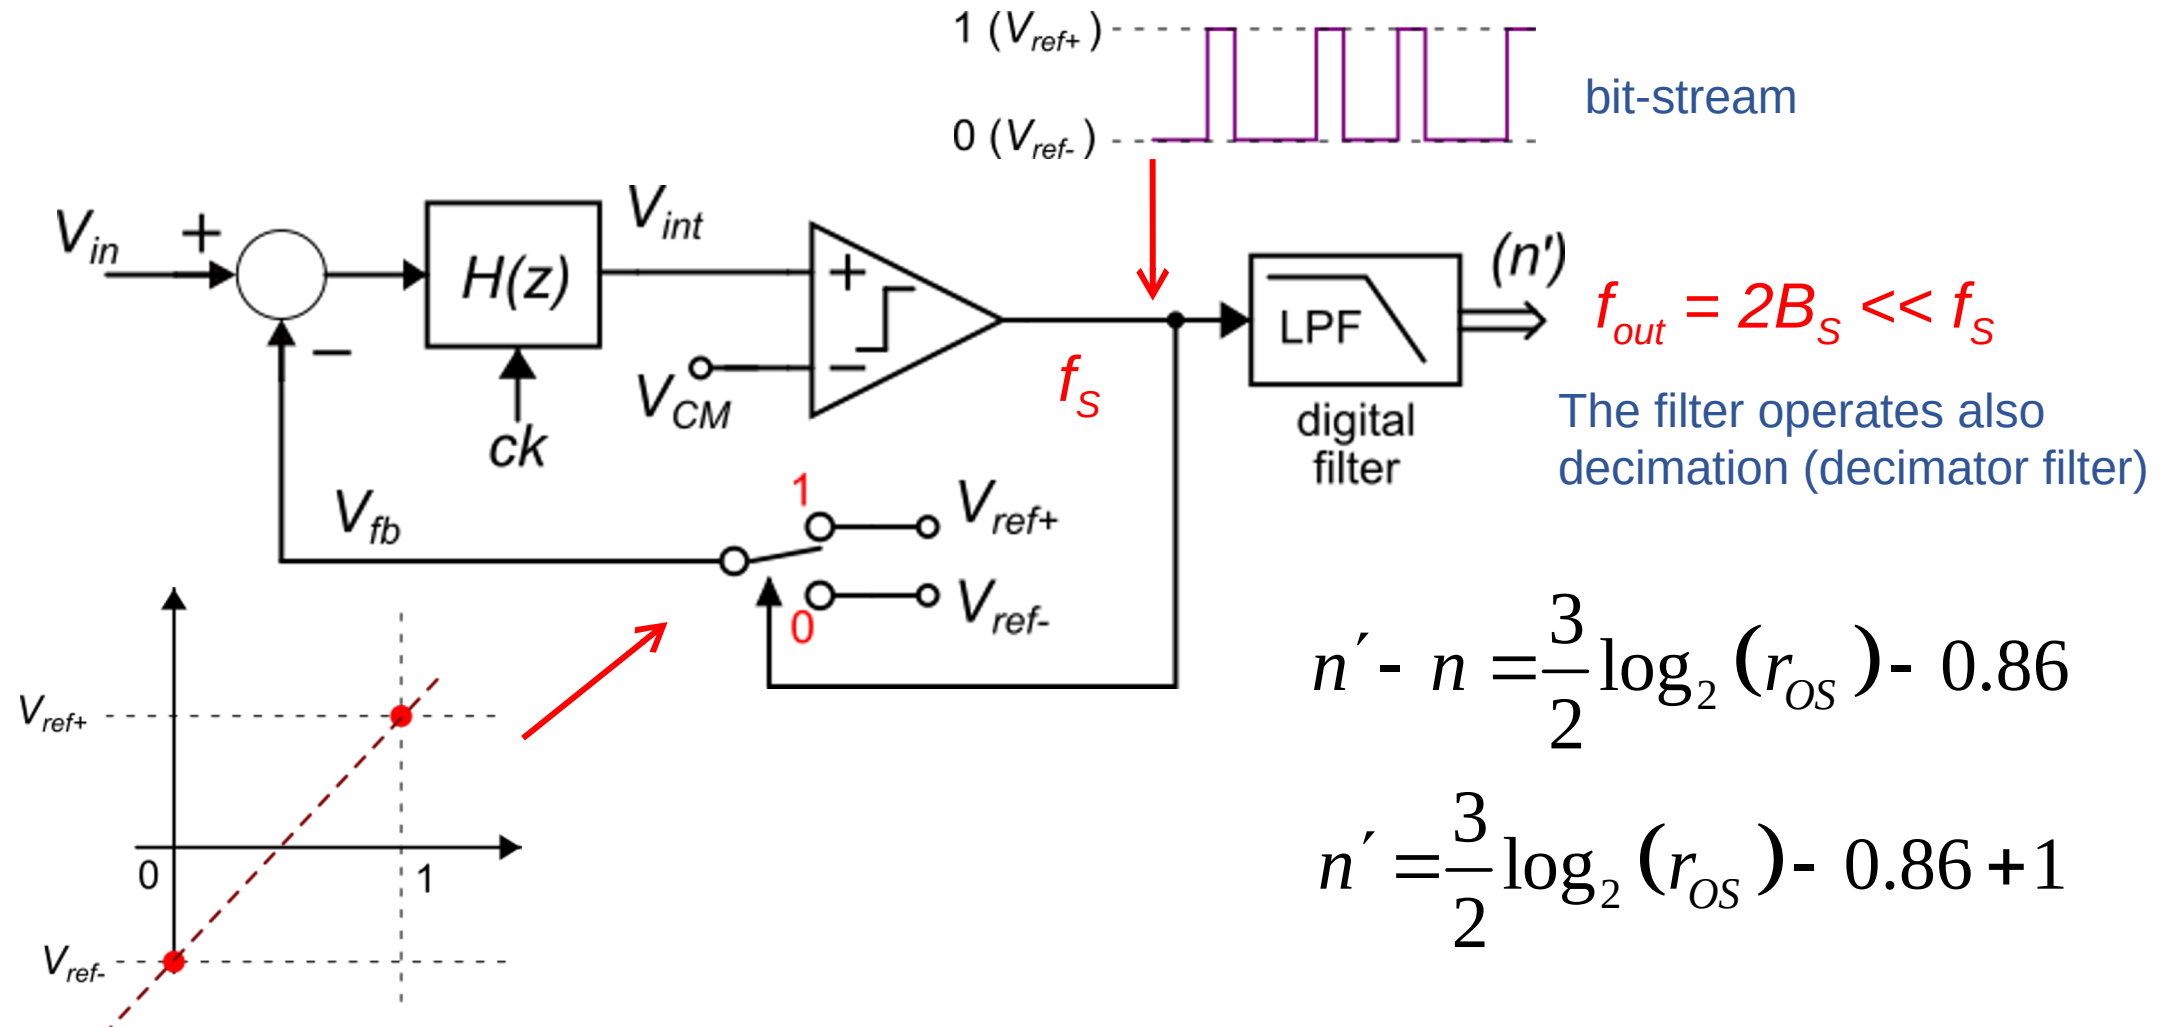 1 (Vref+ )
bit-stream
0 (Vref- )
Vin
+
−
H(z)
ck
Vint
+
−
VCM
fS
LPF
digital
filter
(n')
fout = 2BS << fS
The filter operates also
decimation (decimator filter)
Vfb
1
Vref+
0
Vref-
Vref+
0
1
Vref-
n′- n = 3/2 log2 (rOS )- 0.86
n′ = 3/2 log2 (rOS )- 0.86 +1